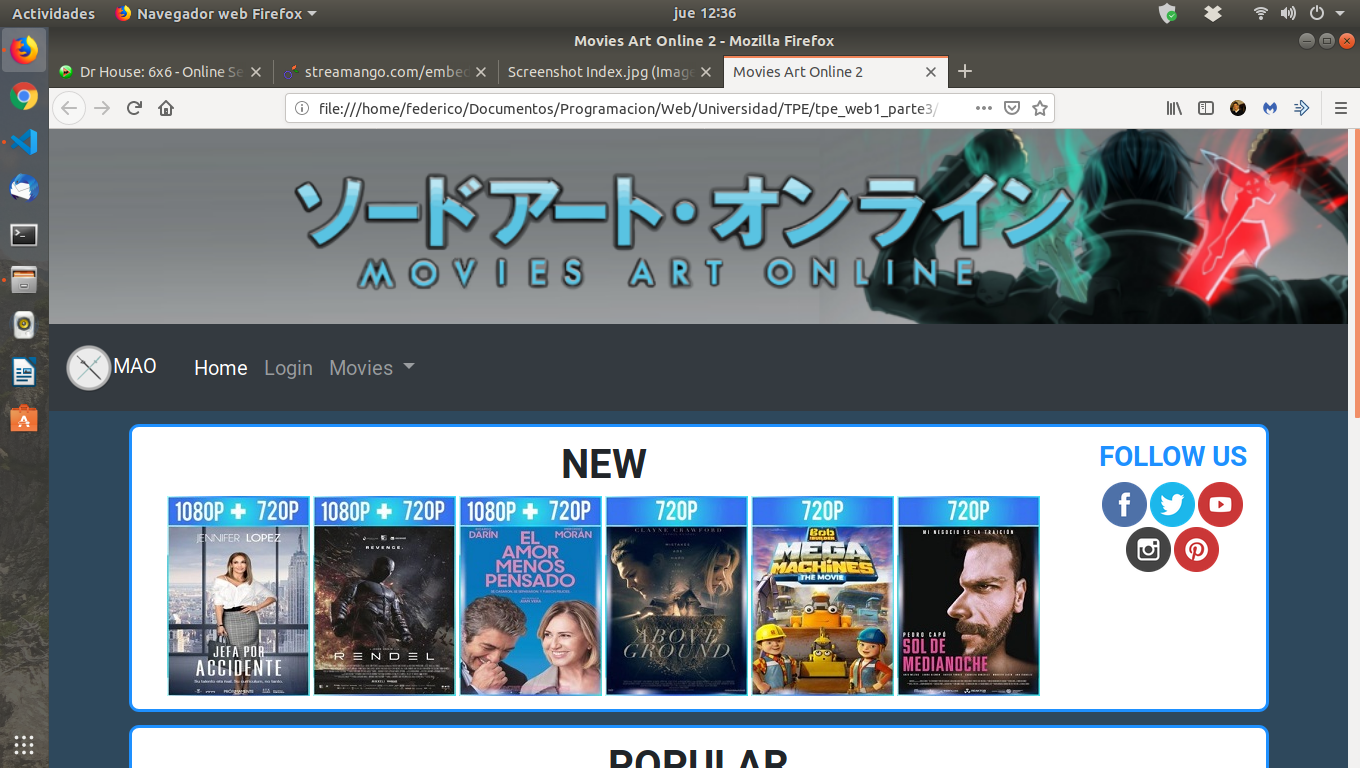 Actividades Navegador web Firefox jue 12:36
Movies Art Online 2 - Mozilla Firefox
Dr House: 6x6 - Online Se
streamango.com/embed
Screenshot Index.jpg (Imag
Movies Art Online 2
file:///home/federico/Documentos/Programacion/Web/Universidad/TPE/tpe_web1_parte3/
ソードアート・オンライン
MOVIES ART ONLINE
MAO Home Login Movies
NEW
FOLLOW US
1080P + 720P
JENNIFER LOPEZ
JEFA POR
ACCIDENTE
1080P + 720P
REVENGE.
RENDEL
1080P + 720P
DARÍN MORÁN
EL
AMOR
MENOS
PENSADO
720P
CLAYNE CRAWFORD
ABOVE
GROUND
720P
Bob
MEGA
MACHINES
THE MOVIE
720P
MI NEGOCIO ES LA TRAICIÓN
PEDRO CAPÓ
SOL DE
MEDIANOCHE
POPULAR